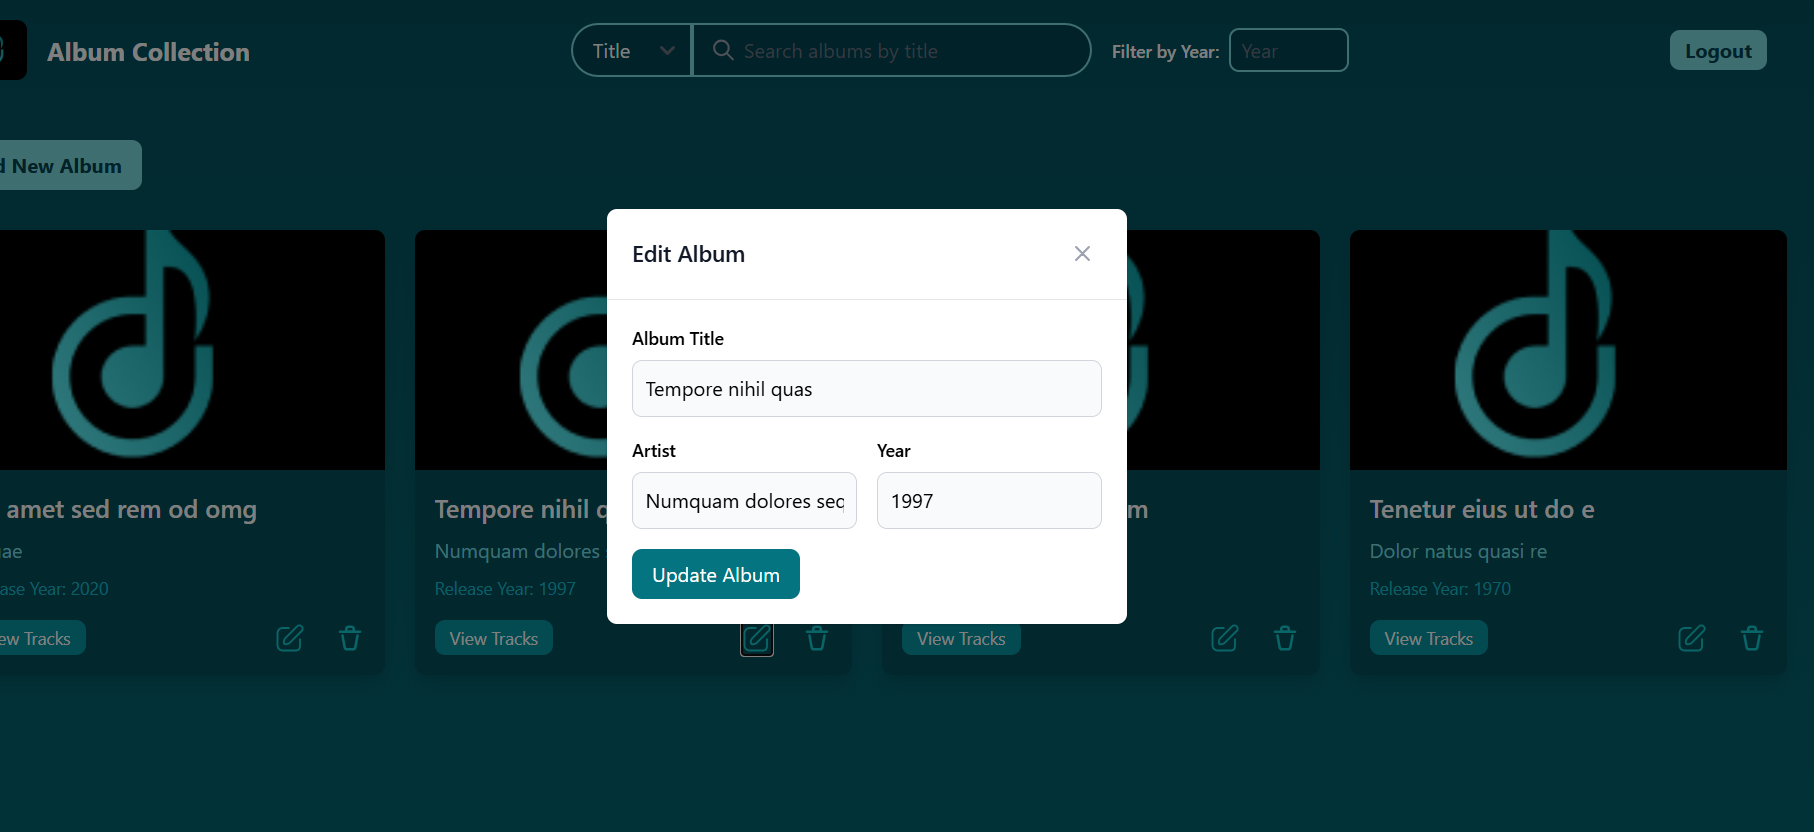 Album Collection
Title
Search albums by title
Filter by Year:
Year
Logout
New Album
Edit Album
Album Title
Tempore nihil quas
Artist
Year
Numquam dolores seq
1997
Update Album
amet sed rem od omg
Release Year: 2020
View Tracks
Tempore nihil q
Numquam dolores
Release Year: 1997
View Tracks
View Tracks
Tenetur eius ut do e
Dolor natus quasi re
Release Year: 1970
View Tracks